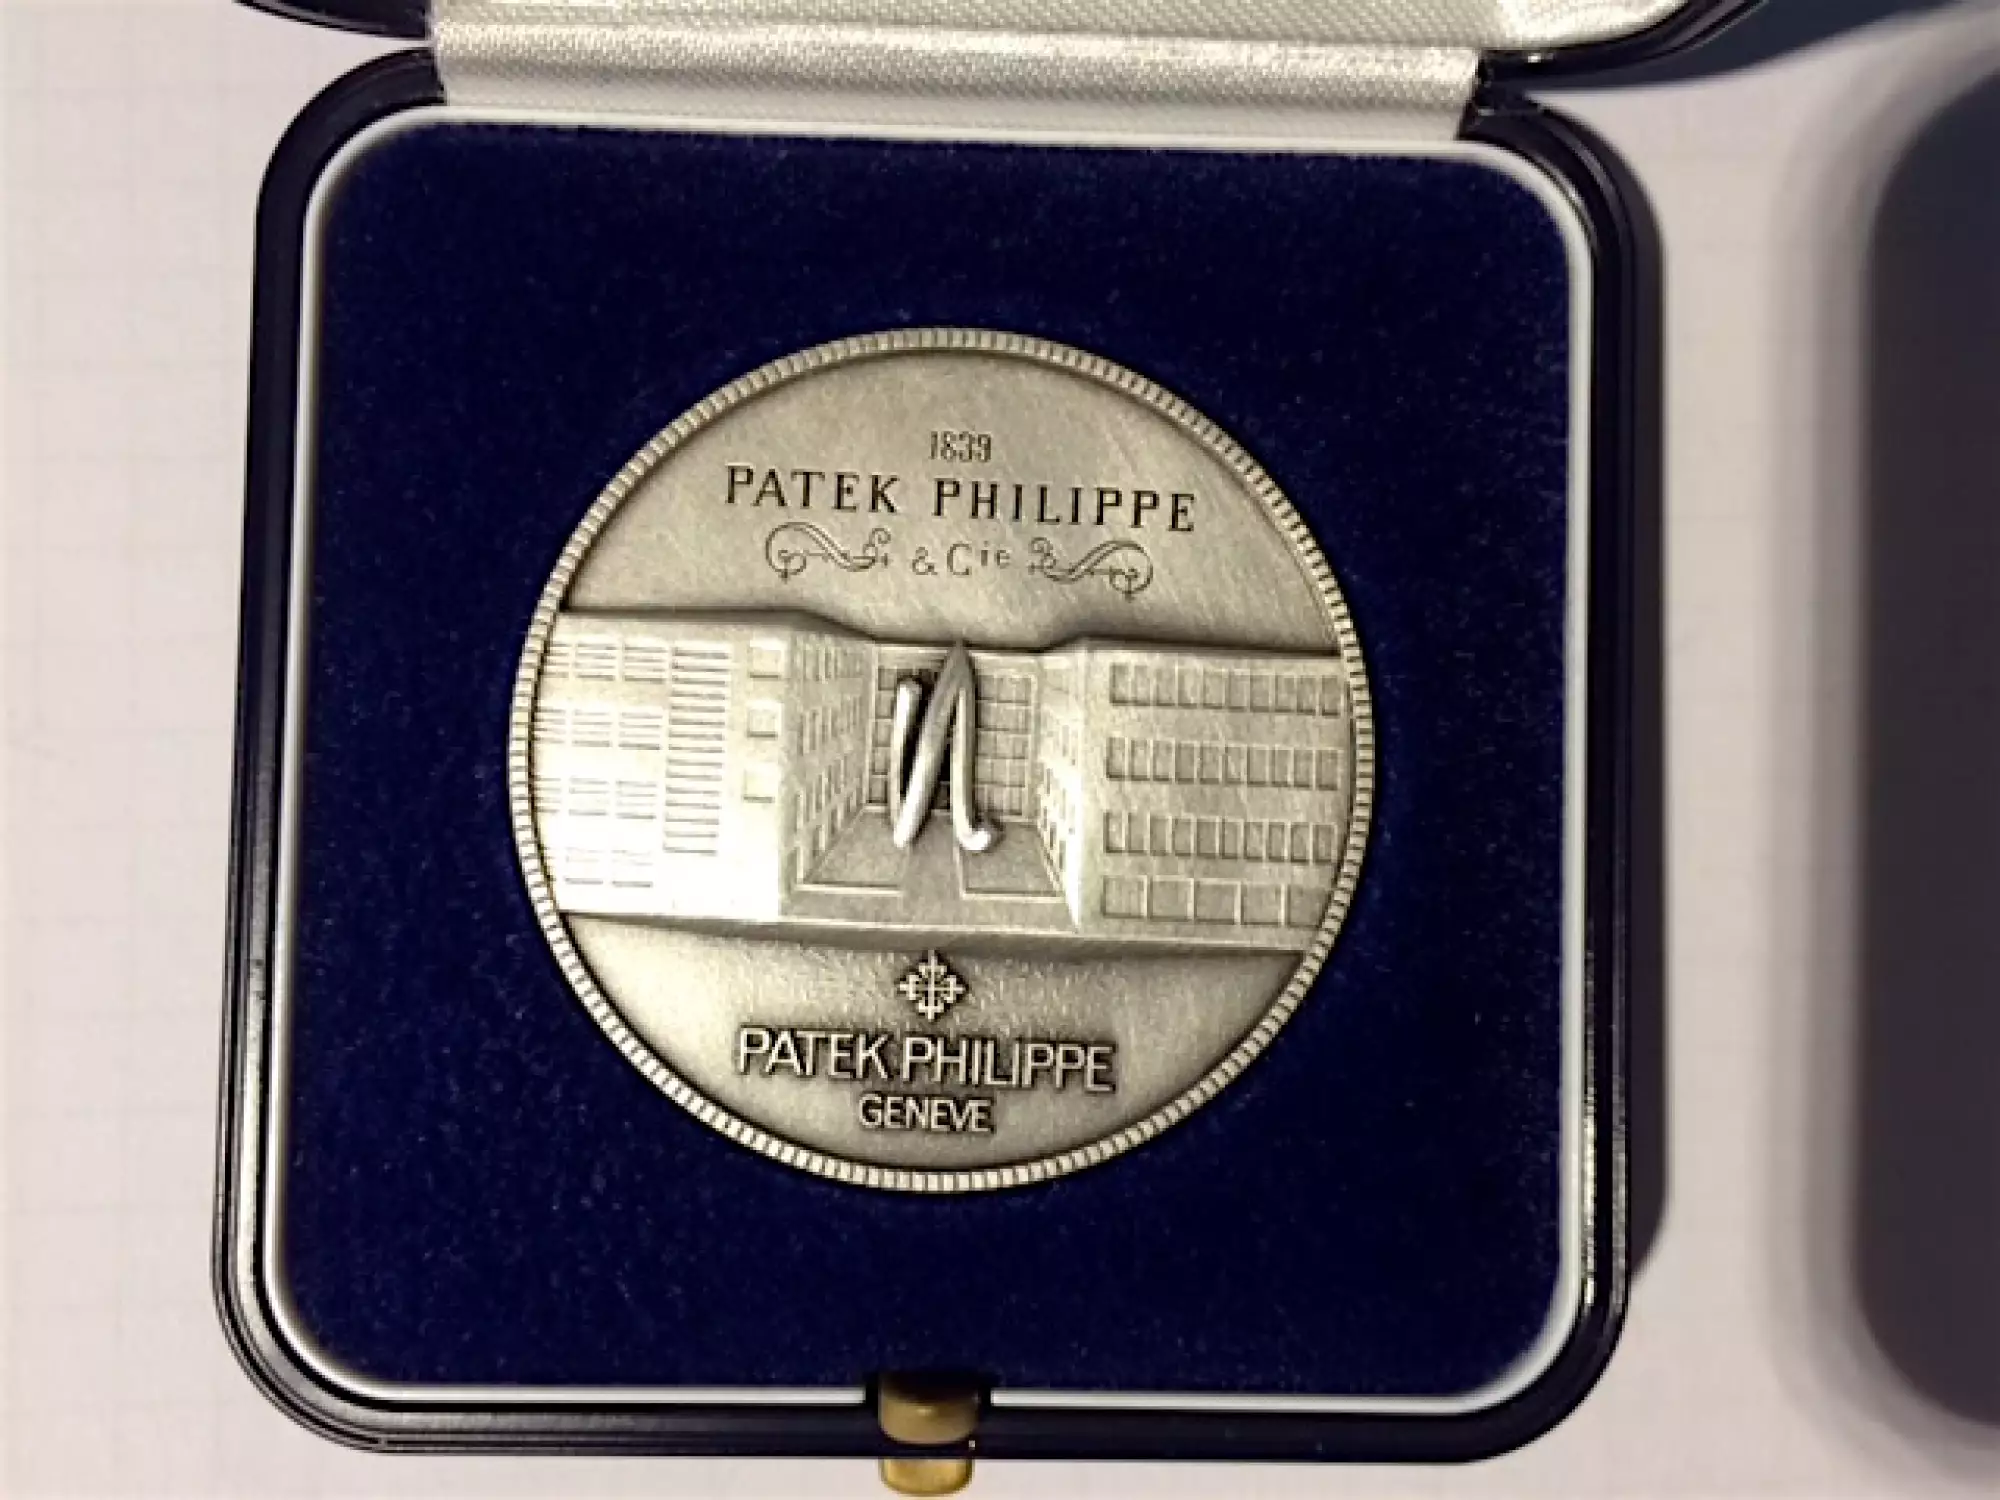 1839
PATEK PHILIPPE
& Cie
PATEK PHILIPPE
GENEVE